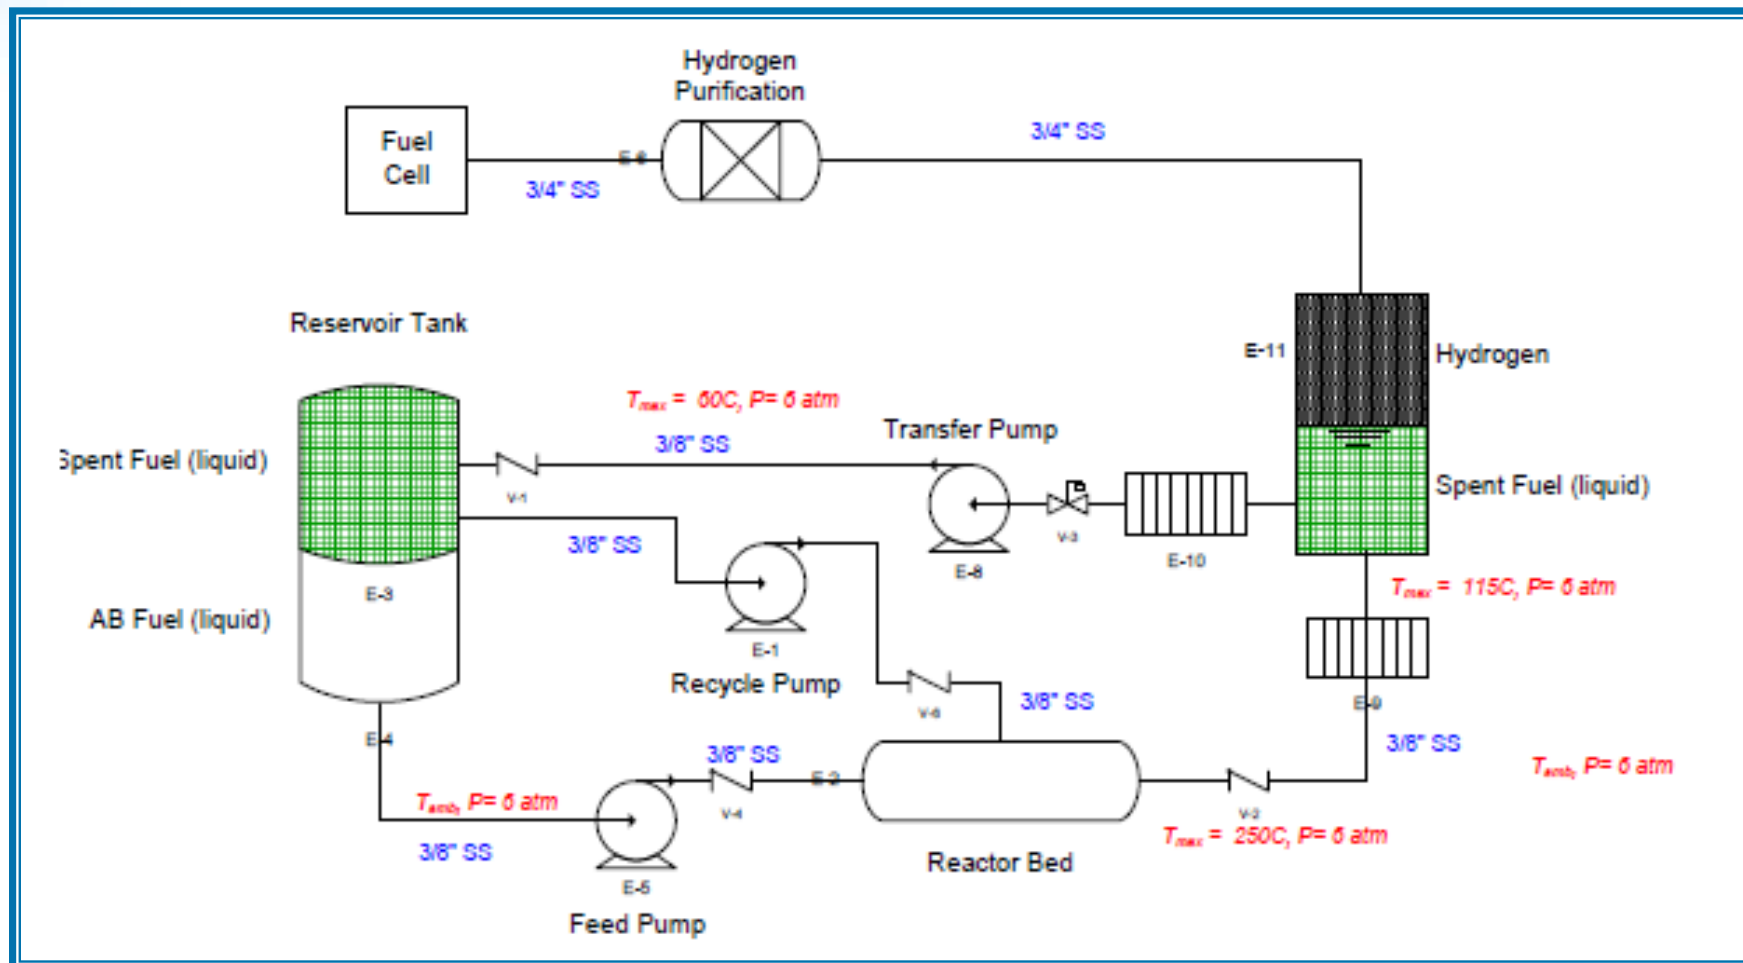 Hydrogen
Purification
Fuel
Cell
3/4" SS
E-6
3/4" SS
Reservoir Tank
E-11
Hydrogen
Tmax = 60C, P= 6 atm
Transfer Pump
3/8" SS
Spent Fuel (liquid)
V-1
Spent Fuel (liquid)
V-3
3/8" SS
E-10
E-8
Tmax = 115C, P= 6 atm
E-3
AB Fuel (liquid)
E-1
Recycle Pump
V-6
3/8" SS
E-9
E-4
3/8" SS
3/8" SS
Tamb, P= 6 atm
E-2
Tamb, P= 6 atm
V-4
V-2
Tmax = 250C, P= 6 atm
3/8" SS
Reactor Bed
E-5
Feed Pump